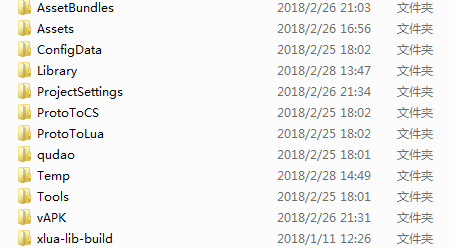 AssetBundles 2018/2/26 21:03 文件夹
Assets 2018/2/26 16:56 文件夹
ConfigData 2018/2/25 18:02 文件夹
Library 2018/2/28 13:47 文件夹
ProjectSettings 2018/2/26 21:34 文件夹
ProtoToCS 2018/2/25 18:02 文件夹
ProtoToLua 2018/2/25 18:02 文件夹
qudao 2018/2/25 18:01 文件夹
Temp 2018/2/28 14:49 文件夹
Tools 2018/2/25 18:01 文件夹
vAPK 2018/2/26 21:31 文件夹
xlua-lib-build 2018/1/11 12:26 文件夹